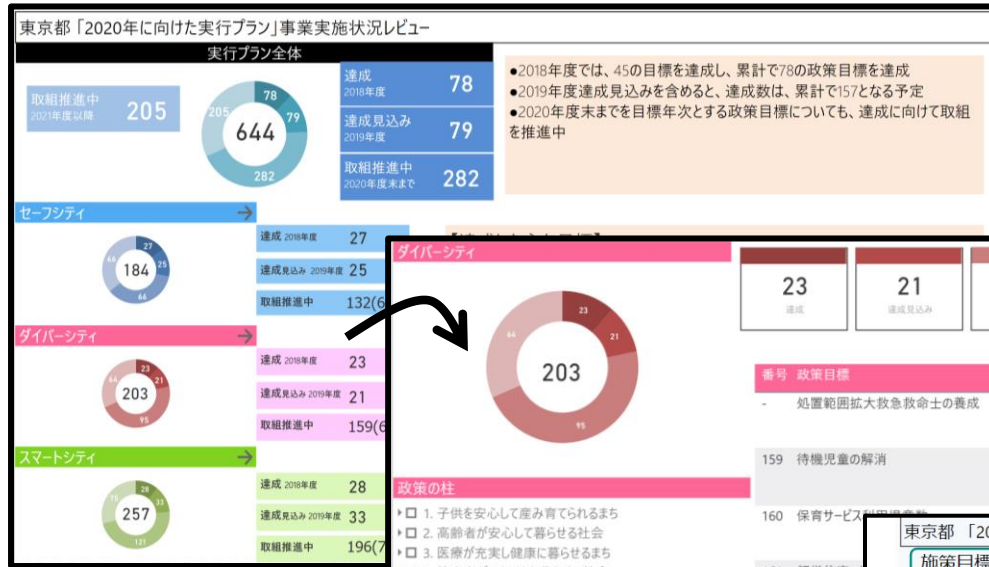 東京都「2020年に向けた実行プラン」事業実施状況レビュー
実行プラン全体
取組推進中
2021年度以降
205
205
78
79
282
644
達成
2018年度
78
達成見込み
2019年度
79
取組推進中
2020年度末まで
282
●2018年度では、45の目標を達成し、累計で78の政策目標を達成
●2019年度達成見込みを含めると、達成数は、累計で157となる予定
●2020年度末までを目標年次とする政策目標についても、達成に向けて取組
を推進中
セーフシティ
27
25
66
66
184
達成 2018年度 27
達成見込み 2019年度 25
取組推進中 132(6
ダイバーシティ
23
21
95
64
203
達成 2018年度 23
達成見込み 2019年度 21
取組推進中 159(6
スマートシティ
28
33
121
257
達成 2018年度 28
達成見込み 2019年度 33
取組推進中 196(7
ダイバーシティ
23
21
95
64
203
23
達成
21
達成見込み
政策の柱
1. 子供を安心して産み育てられるまち
2. 高齢者が安心して暮らせる社会
3. 医療が充実し健康に暮らせるまち
番号 政策目標
- 処置範囲拡大救急救命士の養成
159 待機児童の解消
160 保育サービス
東京都 「20
施策目標